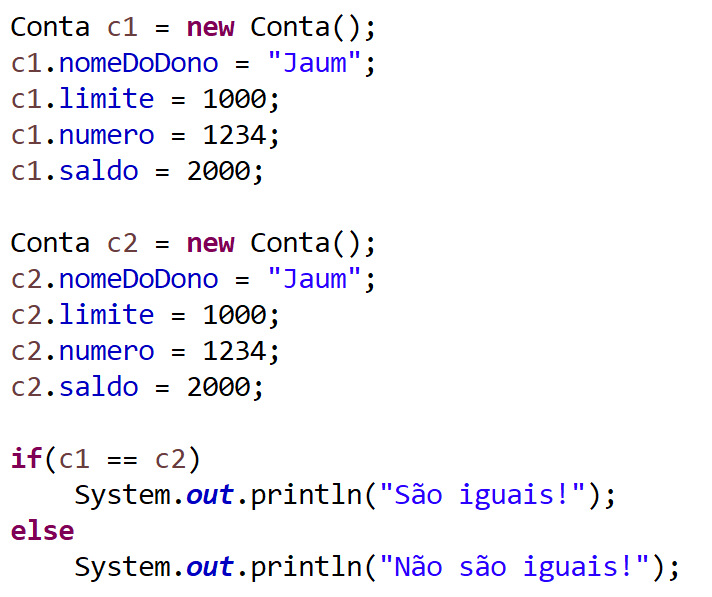 Conta c1 = new Conta();
c1.nomeDoDono = "Jaum";
c1.limite = 1000;
c1.numero = 1234;
c1.saldo = 2000;

Conta c2 = new Conta();
c2.nomeDoDono = "Jaum";
c2.limite = 1000;
c2.numero = 1234;
c2.saldo = 2000;

if(c1 == c2)
    System.out.println("São iguais!");
else
    System.out.println("Não são iguais!");